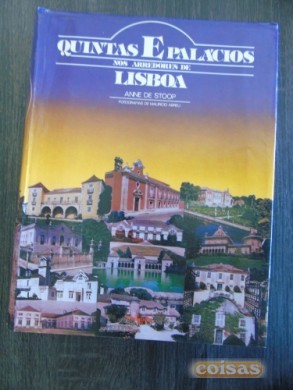 QUINTAS E PALÁCIOS
NOS ARREDORES DE
LISBOA
ANNE DE STOOP
coisas